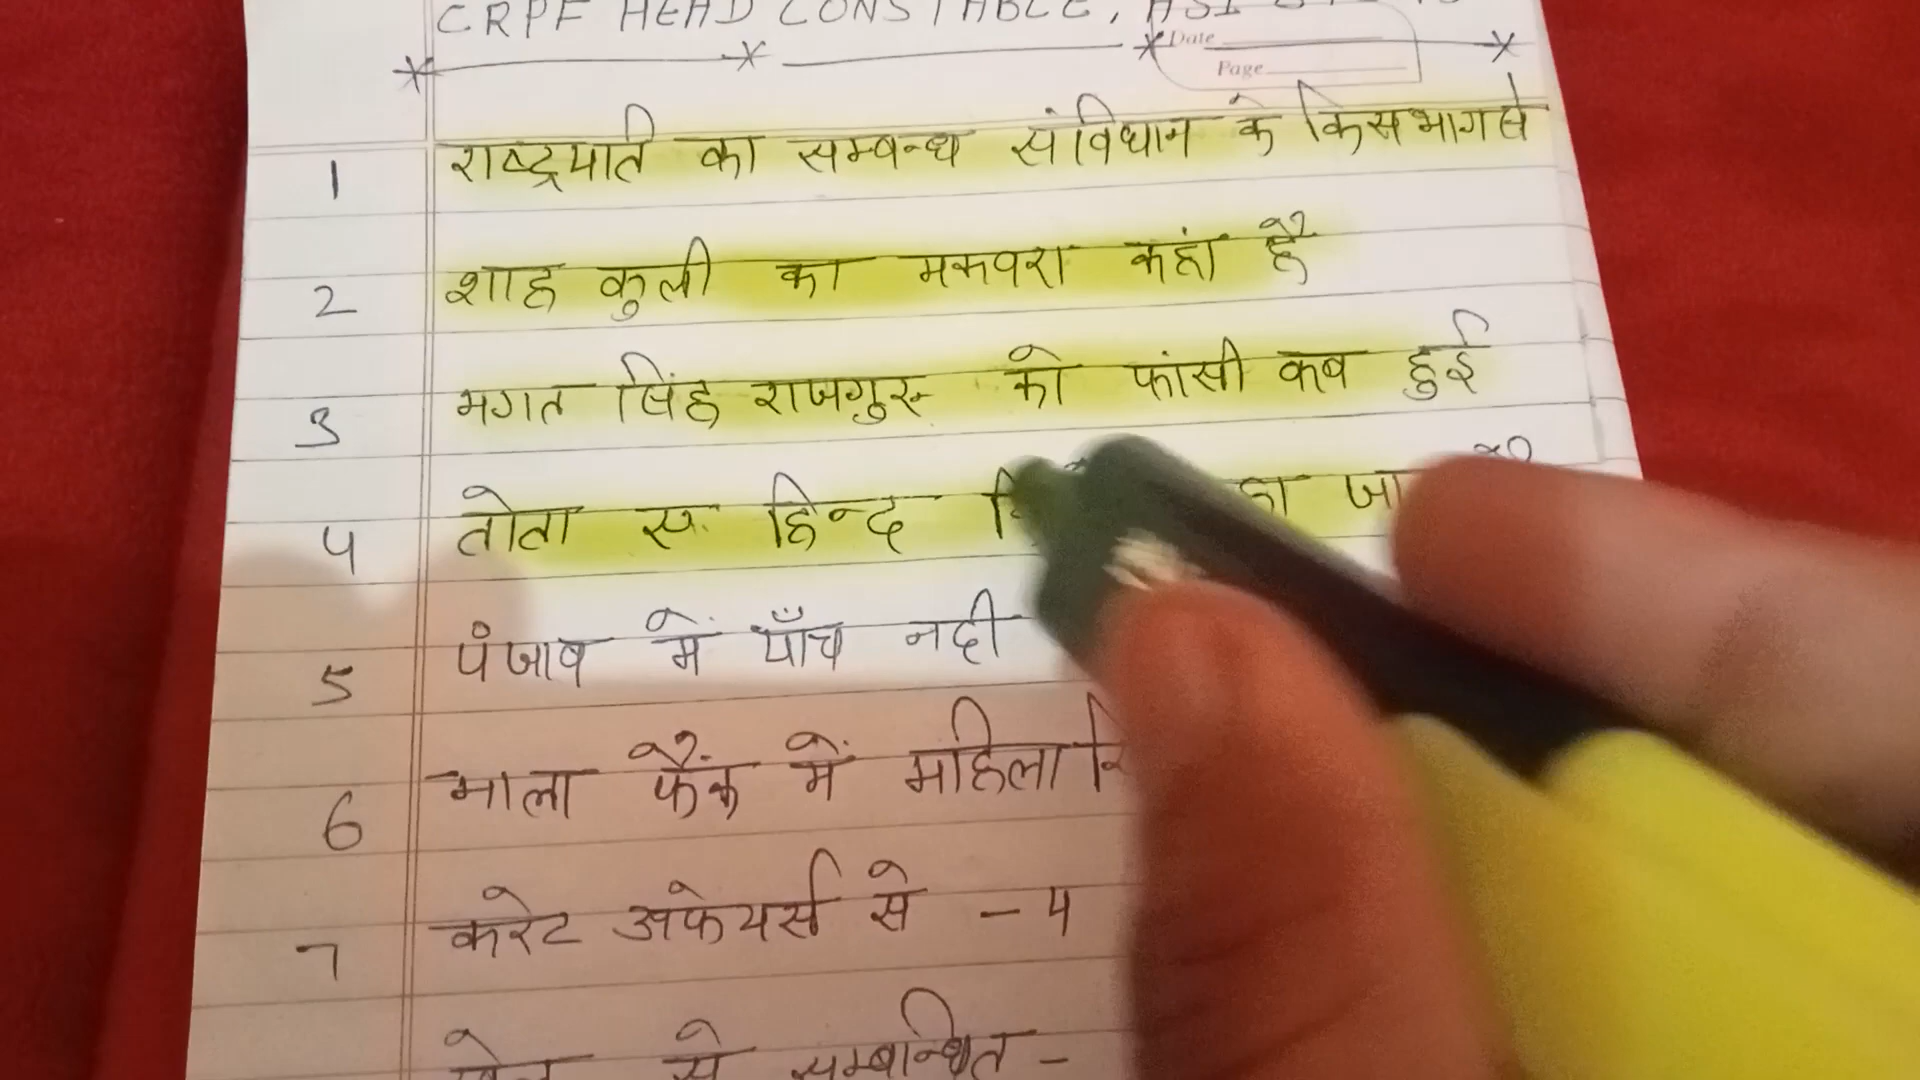 CRPF HEAD CONSTABLE, ASI
Date
Page
1 राष्ट्रपति का सम्बन्ध संविधान के किस भाग से
2 शाह कुली का मकवरा कहां है
3 भगत सिंह राजगुरू को फांसी कब हुई
4 तोता ए हिन्द
5 पंजाब में पाँच नदी
6 भाला फैंक में महिला
7 करेंट अफेयर्स से - 4
से सम्बन्धित -